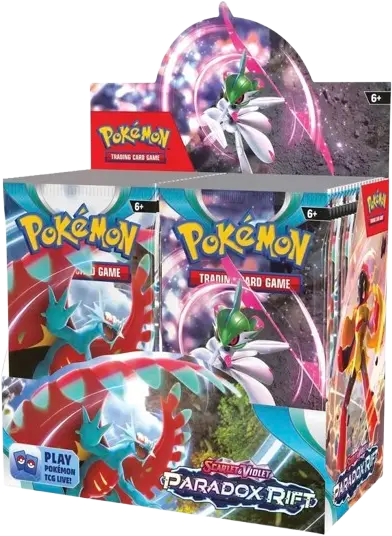 6+
POKéMON
TRADING CARD GAME
6+
POKéMON
CARD GAME
6+
POKéMON
TRADING CARD GAME
POKéMON
PLAY
POKÉMON
TCG LIVE!
SCARLET & VIOLET
PARADOX RIFT